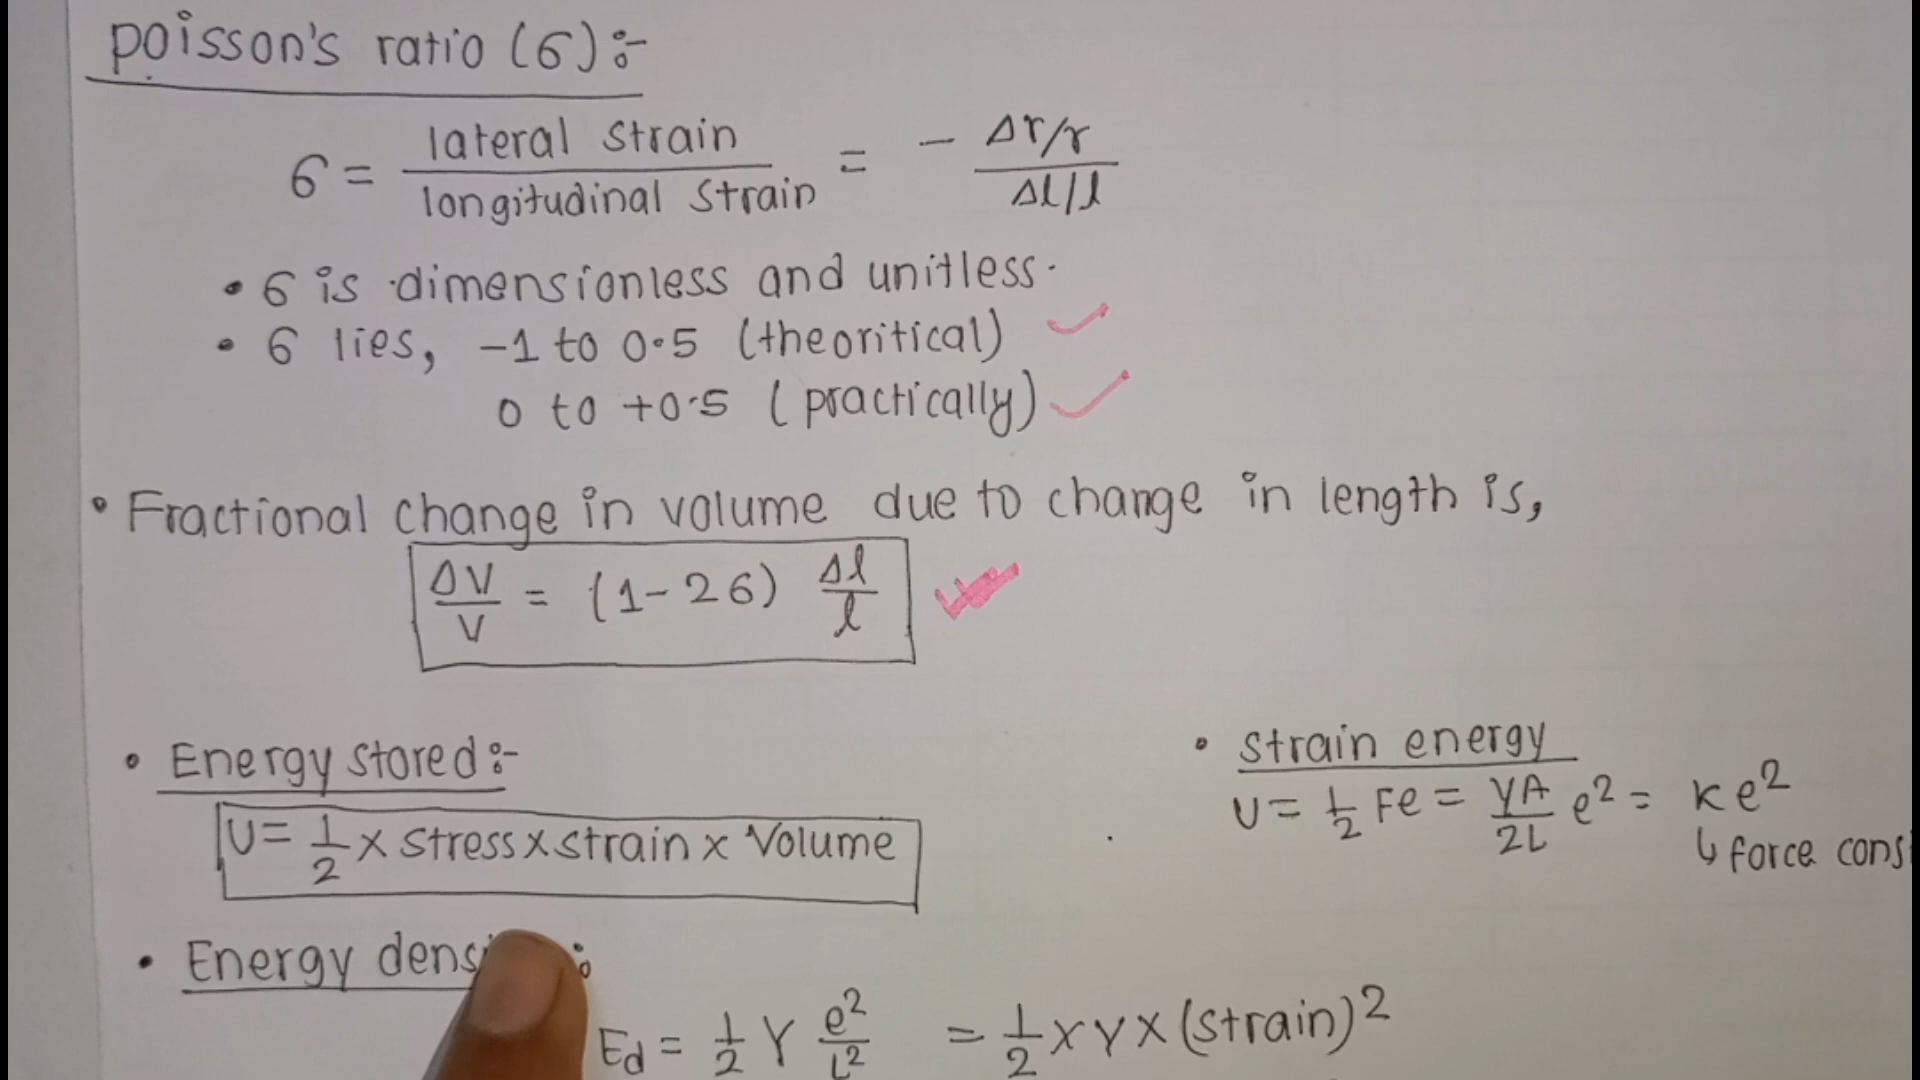 poisson's ratio (6) :-
6 = lateral strain / longitudinal strain = - Δr/r / Δl/l
• 6 is dimensionless and unitless.
• 6 lies, -1 to 0.5 (theoritical)
0 to +0.5 (practically)
• Fractional change in volume due to change in length is,
ΔV/V = (1-26) Δl/l
• Energy stored :-
U = 1/2 x stress x strain x Volume
• strain energy
U = 1/2 Fe = YA/2L e² = Ke²
↳ force cons
• Energy dens
Ed = 1/2 Y e²/L² = 1/2 x Y x (strain)²